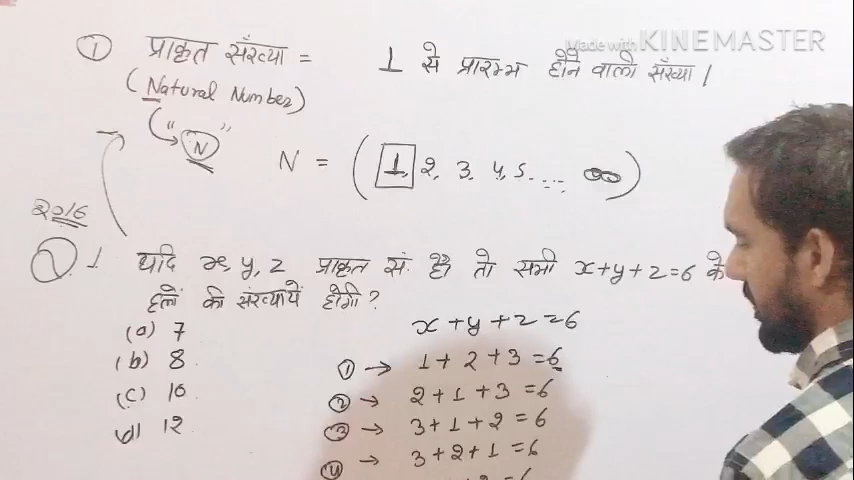 Made with KINEMASTER
① प्राकृत सँख्या = 1 से प्रारम्भ होने वाली सँख्या।
(Natural Number)
"N"
N = (1, 2, 3, 4, 5..... ∞)
2016
Q 1 यदि x, y, z प्राकृत सं. हो तो सभी x+y+z=6 के
हलों की संख्यायें होगी?
(a) 7
(b) 8
(c) 10
(d) 12
x+y+z=6
① → 1+2+3=6
② → 2+1+3=6
③ → 3+1+2=6
④ → 3+2+1=6